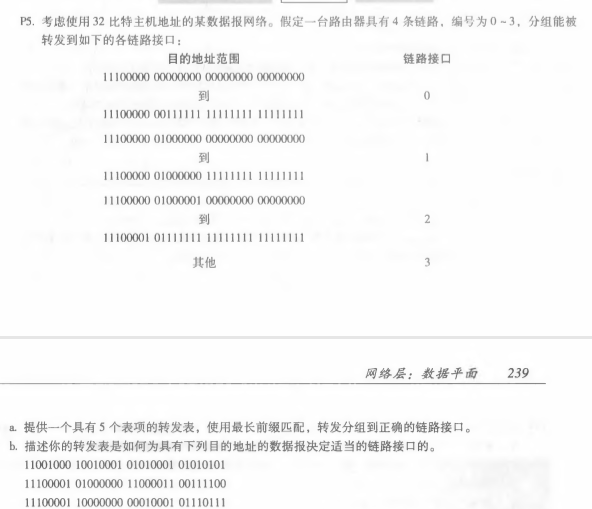 P5. 考虑使用32比特主机地址的某数据报网络。假定一台路由器具有4条链路，编号为0~3，分组能被
转发到如下的各链路接口：
目的地址范围 链路接口
11100000 00000000 00000000 00000000
到 0
11100000 00111111 11111111 11111111
11100000 01000000 00000000 00000000
到 1
11100000 01000000 11111111 11111111
11100000 01000001 00000000 00000000
到 2
11100001 01111111 11111111 11111111
其他 3
网络层：数据平面 239
a. 提供一个具有5个表项的转发表，使用最长前缀匹配，转发分组到正确的链路接口。
b. 描述你的转发表是如何为具有下列目的地址的数据报决定适当的链路接口的。
11001000 10010001 01010001 01010101
11100001 01000000 11000011 00111100
11100001 10000000 00010001 01110111